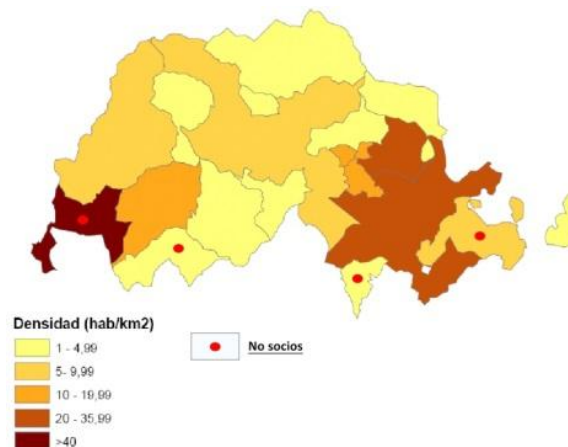 Densidad (hab/km2)
1 - 4,99
5- 9,99
10 - 19,99
20 - 35,99
>40
No socios